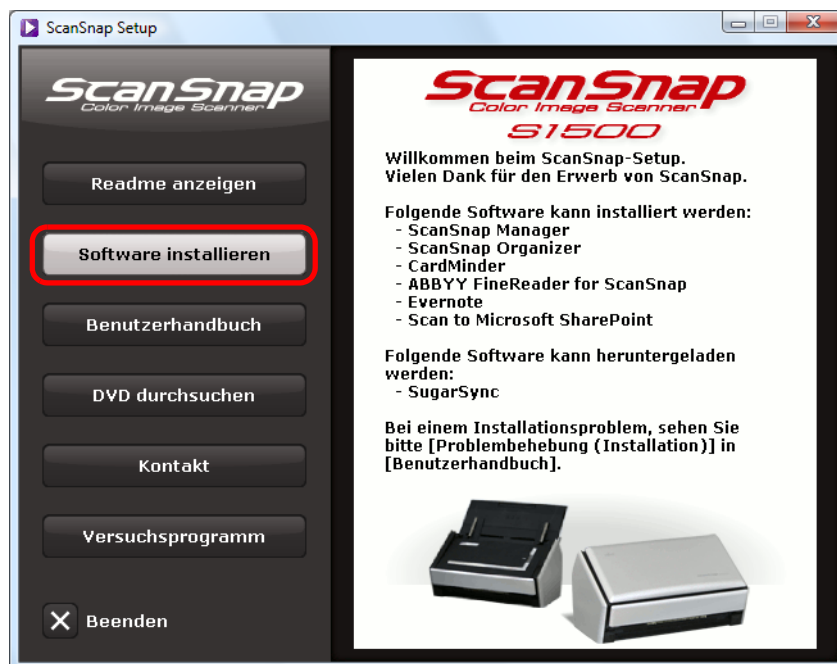 ScanSnap Setup
ScanSnap
Color Image Scanner
Readme anzeigen
Software installieren
Benutzerhandbuch
DVD durchsuchen
Kontakt
Versuchsprogramm
Beenden
ScanSnap
Color Image Scanner
S1500
Willkommen beim ScanSnap-Setup.
Vielen Dank für den Erwerb von ScanSnap.
Folgende Software kann installiert werden:
- ScanSnap Manager
- ScanSnap Organizer
- CardMinder
- ABBYY FineReader for ScanSnap
- Evernote
- Scan to Microsoft SharePoint
Folgende Software kann heruntergeladen
werden:
- SugarSync
Bei einem Installationsproblem, sehen Sie
bitte [Problembehebung (Installation)] in
[Benutzerhandbuch].